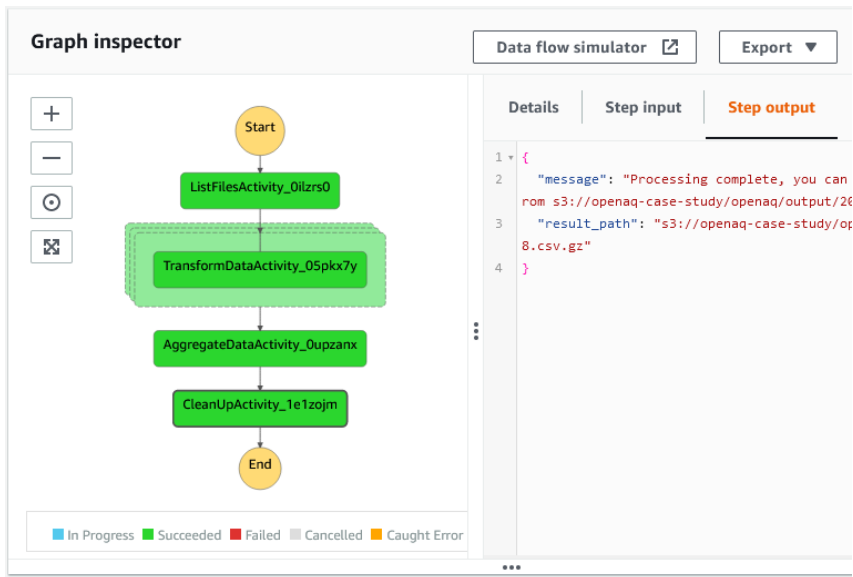 Graph inspector
Data flow simulator
Export ▼
Start
ListFilesActivity_0ilzrs0
TransformDataActivity_05pkx7y
AggregateDataActivity_0upzanx
CleanUpActivity_1e1zojm
End
In Progress
Succeeded
Failed
Cancelled
Caught Error
Details
Step input
Step output
1 {
2 "message": "Processing complete, you can
rom s3://openaq-case-study/openaq/output/20
3 "result_path": "s3://openaq-case-study/op
8.csv.gz"
4 }